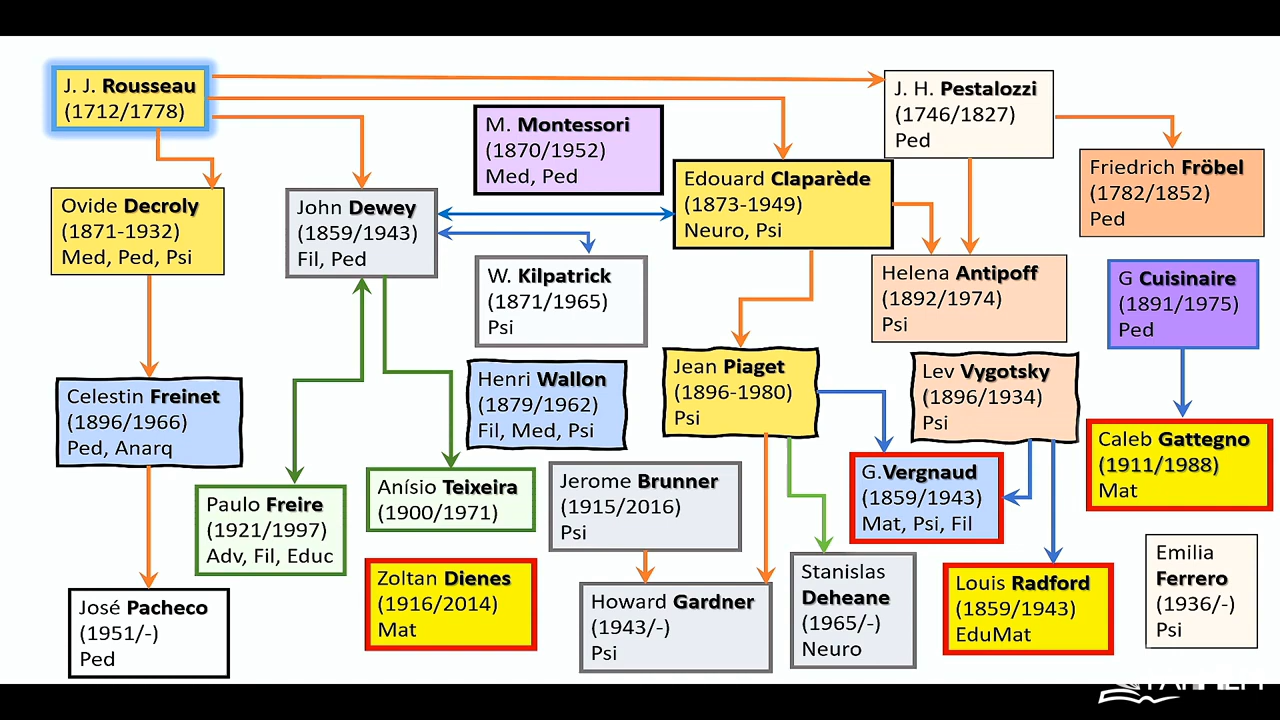 J. J. Rousseau
(1712/1778)
J. H. Pestalozzi
(1746/1827)
Ped
M. Montessori
(1870/1952)
Med, Ped
Edouard Claparède
(1873-1949)
Neuro, Psi
Friedrich Fröbel
(1782/1852)
Ped
Ovide Decroly
(1871-1932)
Med, Ped, Psi
John Dewey
(1859/1943)
Fil, Ped
W. Kilpatrick
(1871/1965)
Psi
Helena Antipoff
(1892/1974)
Psi
G Cuisinaire
(1891/1975)
Ped
Celestin Freinet
(1896/1966)
Ped, Anarq
Henri Wallon
(1879/1962)
Fil, Med, Psi
Jean Piaget
(1896-1980)
Psi
Lev Vygotsky
(1896/1934)
Psi
Caleb Gattegno
(1911/1988)
Mat
Paulo Freire
(1921/1997)
Adv, Fil, Educ
Anísio Teixeira
(1900/1971)
Jerome Brunner
(1915/2016)
Psi
G.Vergnaud
(1859/1943)
Mat, Psi, Fil
José Pacheco
(1951/-)
Ped
Zoltan Dienes
(1916/2014)
Mat
Howard Gardner
(1943/-)
Psi
Stanislas
Deheane
(1965/-)
Neuro
Louis Radford
(1859/1943)
EduMat
Emilia
Ferrero
(1936/-)
Psi